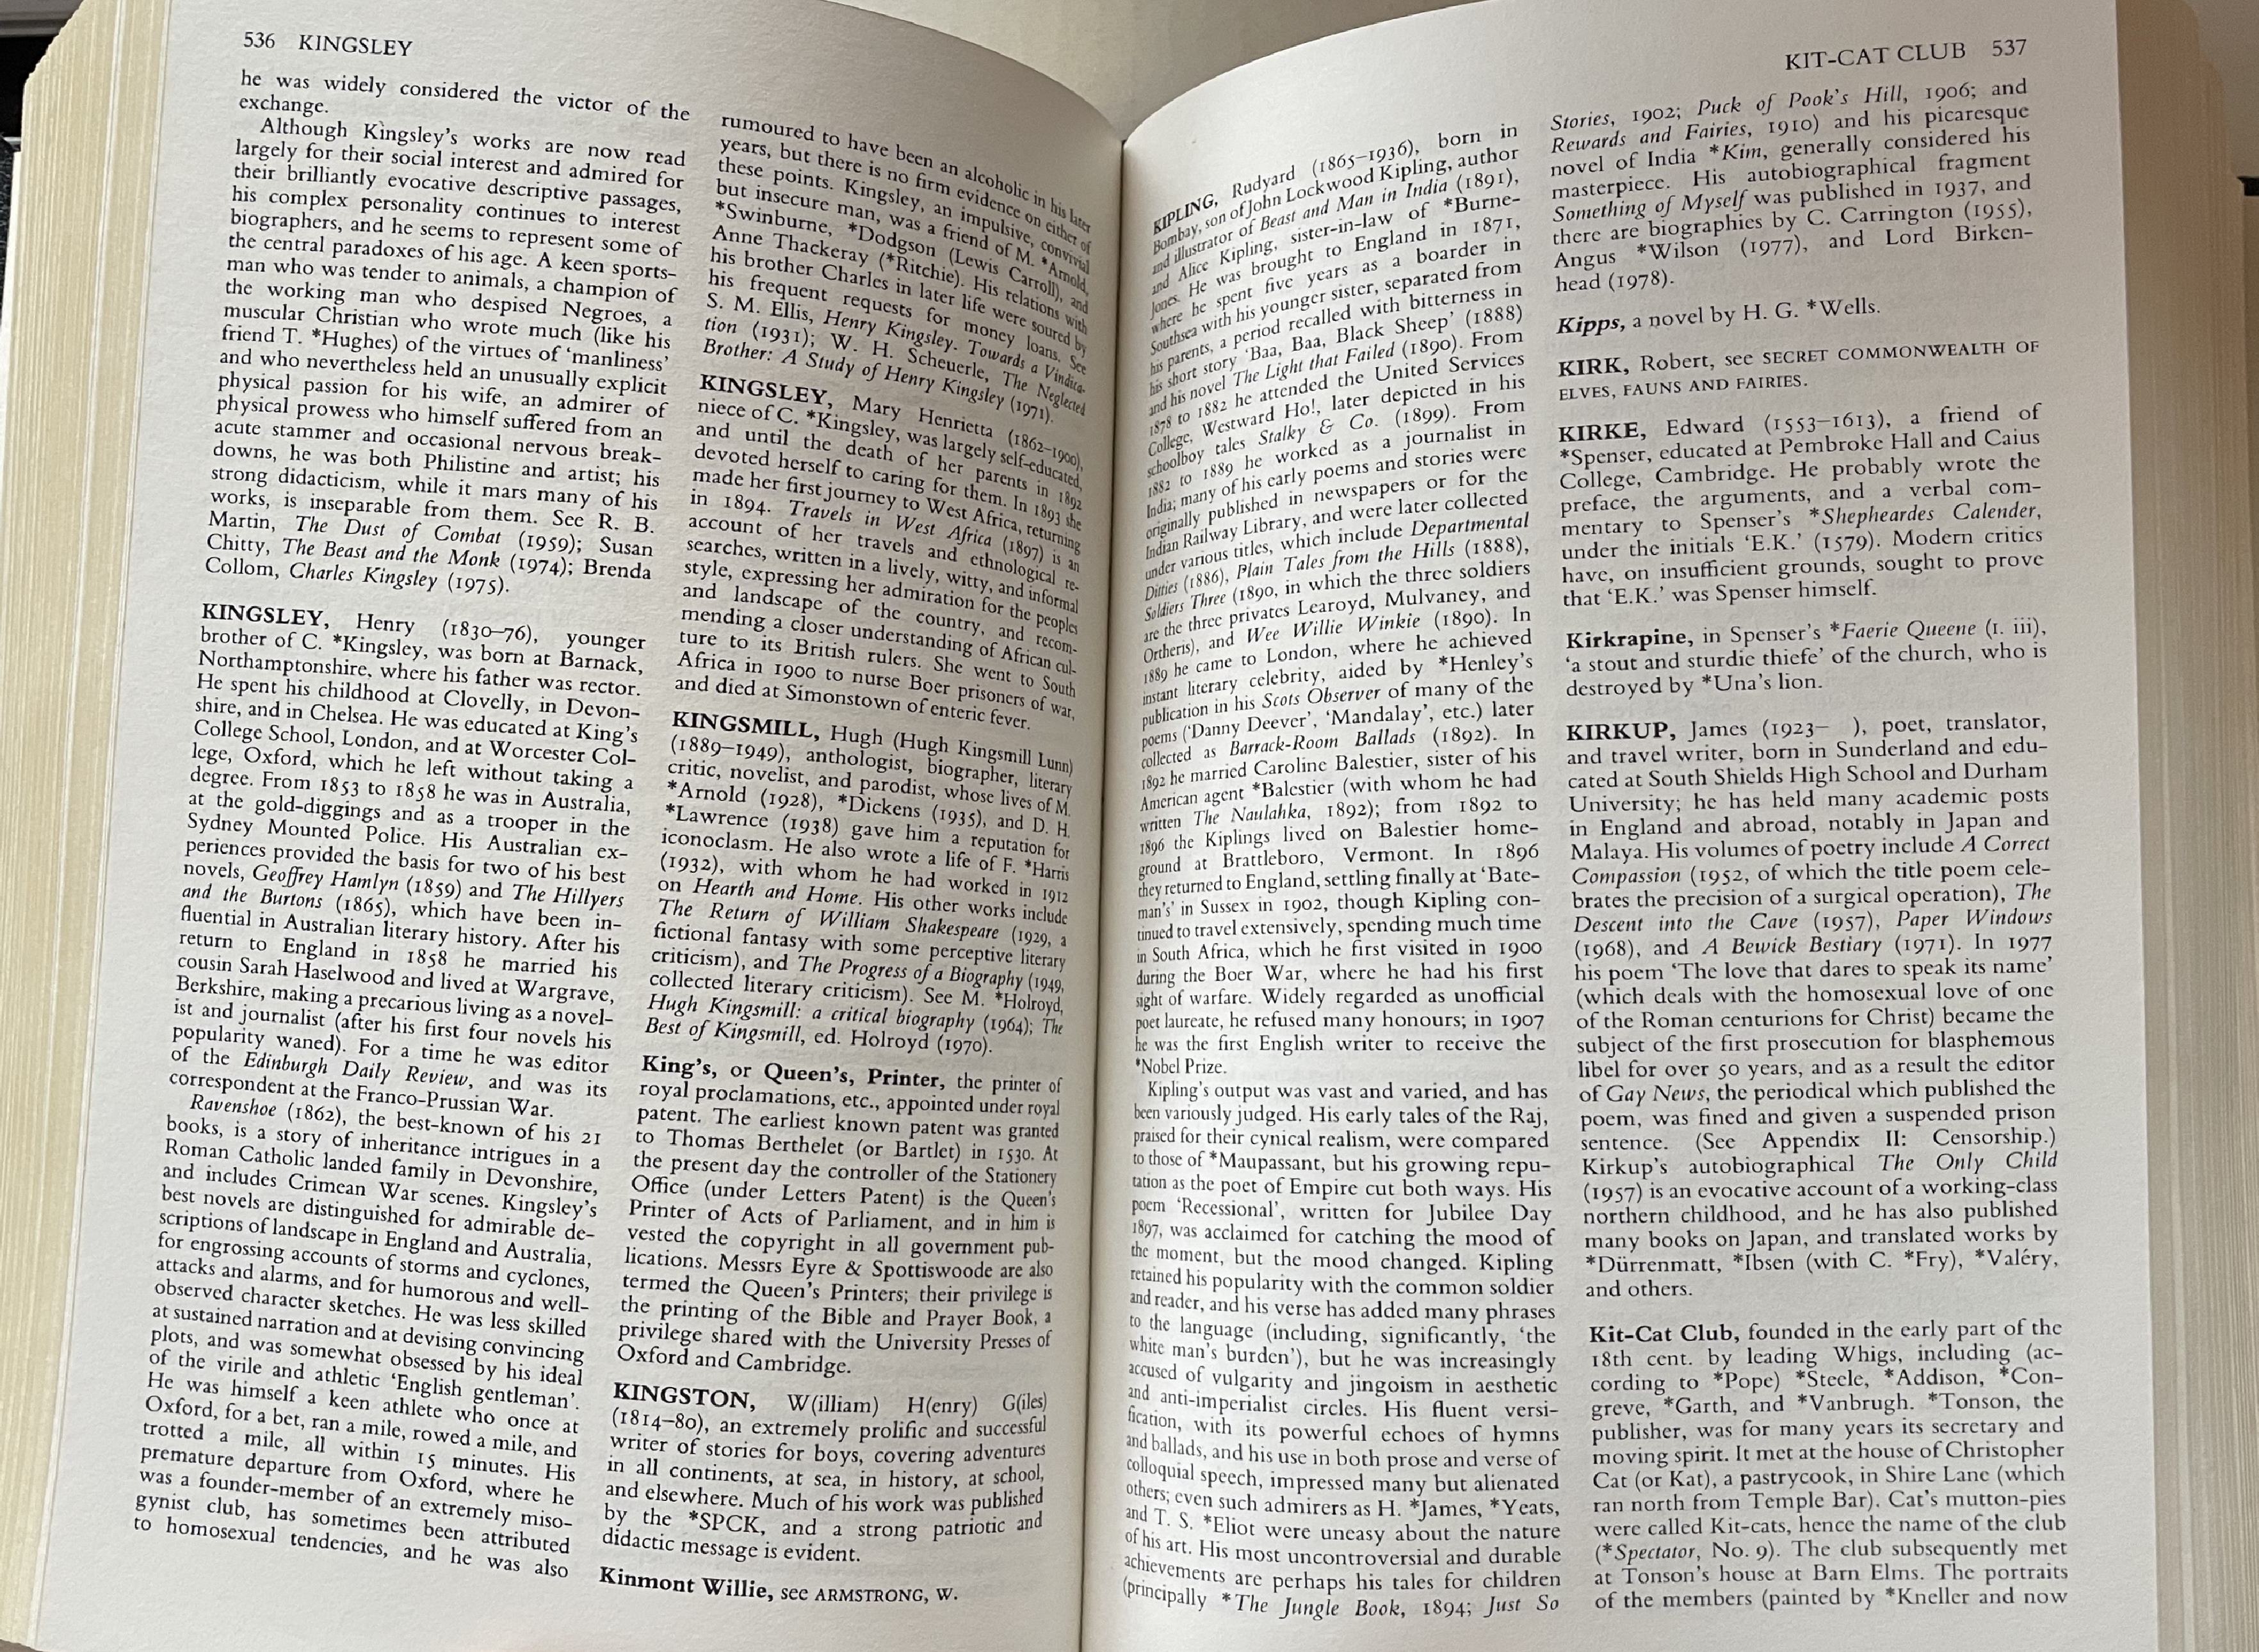 536 KINGSLEY
he was widely considered the victor of the
exchange.
Although Kingsley's works are now read
largely for their social interest and admired for
their brilliantly evocative descriptive passages,
his complex personality continues to interest
biographers, and he seems to represent some of
the central paradoxes of his age. A keen sports-
man who was tender to animals, a champion of
the working man who despised Negroes, a
muscular Christian who wrote much (like his
friend T. *Hughes) of the virtues of 'manliness'
and who nevertheless held an unusually explicit
physical passion for his wife, an admirer of
physical prowess who himself suffered from an
acute stammer and occasional nervous break-
downs, he was both Philistine and artist; his
strong didacticism, while it mars many of his
works, is inseparable from them. See R. B.
Martin, The Dust of Combat (1959); Susan
Chitty, The Beast and the Monk (1974); Brenda
Collom, Charles Kingsley (1975).
KINGSLEY, Henry (1830–76), younger
brother of C. *Kingsley, was born at Barnack,
Northamptonshire, where his father was rector.
He spent his childhood at Clovelly, in Devon-
shire, and in Chelsea. He was educated at King's
College School, London, and at Worcester Col-
lege, Oxford, which he left without taking a
degree. From 1853 to 1858 he was in Australia,
at the gold-diggings and as a trooper in the
Sydney Mounted Police. His Australian ex-
periences provided the basis for two of his best
novels, Geoffrey Hamlyn (1859) and The Hillyers
and the Burtons (1865), which have been in-
fluential in Australian literary history. After his
return to England in 1858 he married his
cousin Sarah Haselwood and lived at Wargrave,
Berkshire, making a precarious living as a novel-
ist and journalist (after his first four novels his
popularity waned). For a time he was editor
of the Edinburgh Daily Review, and was its
correspondent at the Franco-Prussian War.
Ravenshoe (1862), the best-known of his 21
books, is a story of inheritance intrigues in a
Roman Catholic landed family in Devonshire,
and includes Crimean War scenes. Kingsley's
best novels are distinguished for admirable de-
scriptions of landscape in England and Australia,
for engrossing accounts of storms and cyclones,
attacks and alarms, and for humorous and well-
observed character sketches. He was less skilled
at sustained narration and at devising convincing
plots, and was somewhat obsessed by his ideal
of the virile and athletic 'English gentleman'.
He was himself a keen athlete who once at
Oxford, for a bet, ran a mile, rowed a mile, and
trotted a mile, all within 15 minutes. His
premature departure from Oxford, where he
was a founder-member of an extremely miso-
gynist club, has sometimes been attributed
to homosexual tendencies, and he was also
rumoured to have been an alcoholic in his later
years, but there is no firm evidence on either of
these points. Kingsley, an impulsive, convivial
but insecure man, was a friend of M. *Arnold,
*Swinburne, *Dodgson (Lewis Carroll), and
Anne Thackeray (*Ritchie). His relations with
his brother Charles in later life were soured by
his frequent requests for money loans. See
S. M. Ellis, Henry Kingsley. Towards a Vindica-
tion (1931); W. H. Scheuerle, The Neglected
Brother: A Study of Henry Kingsley (1971).
KINGSLEY, Mary Henrietta (1862–1900),
niece of C. *Kingsley, was largely self-educated,
and until the death of her parents in 1892
devoted herself to caring for them. In 1893 she
made her first journey to West Africa, returning
in 1894. Travels in West Africa (1897) is an
account of her travels and ethnological re-
searches, written in a lively, witty, and informal
style, expressing her admiration for the peoples
and landscape of the country, and recom-
mending a closer understanding of African cul-
ture to its British rulers. She went to South
Africa in 1900 to nurse Boer prisoners of war,
and died at Simonstown of enteric fever.
KINGSMILL, Hugh (Hugh Kingsmill Lunn)
(1889–1949), anthologist, biographer, literary
critic, novelist, and parodist, whose lives of M.
*Arnold (1928), *Dickens (1935), and D. H.
*Lawrence (1938) gave him a reputation for
iconoclasm. He also wrote a life of F. *Harris
(1932), with whom he had worked in 1912
on Hearth and Home. His other works include
The Return of William Shakespeare (1929, a
fictional fantasy with some perceptive literary
criticism), and The Progress of a Biography (1949,
collected literary criticism). See M. *Holroyd,
Hugh Kingsmill: a critical biography (1964); The
Best of Kingsmill, ed. Holroyd (1970).
King's, or Queen's, Printer, the printer of
royal proclamations, etc., appointed under royal
patent. The earliest known patent was granted
to Thomas Berthelet (or Bartlet) in 1530. At
the present day the controller of the Stationery
Office (under Letters Patent) is the Queen's
Printer of Acts of Parliament, and in him is
vested the copyright in all government pub-
lications. Messrs Eyre & Spottiswoode are also
termed the Queen's Printers; their privilege is
the printing of the Bible and Prayer Book, a
privilege shared with the University Presses of
Oxford and Cambridge.
KINGSTON, W(illiam) H(enry) G(iles)
(1814–80), an extremely prolific and successful
writer of stories for boys, covering adventures
in all continents, at sea, in history, at school,
and elsewhere. Much of his work was published
by the *SPCK, and a strong patriotic and
didactic message is evident.
Kinmont Willie, see ARMSTRONG, W.
KIT-CAT CLUB 537
KIPLING, Rudyard (1865–1936), born in
Bombay, son of John Lockwood Kipling, author
and illustrator of Beast and Man in India (1891),
and Alice Kipling, sister-in-law of *Burne-
Jones. He was brought to England in 1871,
where he spent five years as a boarder in
Southsea with his younger sister, separated from
his parents, a period recalled with bitterness in
his short story 'Baa, Baa, Black Sheep' (1888)
and his novel The Light that Failed (1890). From
1878 to 1882 he attended the United Services
College, Westward Ho!, later depicted in his
schoolboy tales Stalky & Co. (1899). From
1882 to 1889 he worked as a journalist in
India; many of his early poems and stories were
originally published in newspapers or for the
Indian Railway Library, and were later collected
under various titles, which include Departmental
Ditties (1886), Plain Tales from the Hills (1888),
Soldiers Three (1890, in which the three soldiers
are the three privates Learoyd, Mulvaney, and
Ortheris), and Wee Willie Winkie (1890). In
1889 he came to London, where he achieved
instant literary celebrity, aided by *Henley's
publication in his Scots Observer of many of the
poems ('Danny Deever', 'Mandalay', etc.) later
collected as Barrack-Room Ballads (1892). In
1892 he married Caroline Balestier, sister of his
American agent *Balestier (with whom he had
written The Naulahka, 1892); from 1892 to
1896 the Kiplings lived on Balestier home-
ground at Brattleboro, Vermont. In 1896
they returned to England, settling finally at 'Bate-
man's' in Sussex in 1902, though Kipling con-
tinued to travel extensively, spending much time
in South Africa, which he first visited in 1900
during the Boer War, where he had his first
sight of warfare. Widely regarded as unofficial
poet laureate, he refused many honours; in 1907
he was the first English writer to receive the
*Nobel Prize.
Kipling's output was vast and varied, and has
been variously judged. His early tales of the Raj,
praised for their cynical realism, were compared
to those of *Maupassant, but his growing repu-
tation as the poet of Empire cut both ways. His
poem 'Recessional', written for Jubilee Day
1897, was acclaimed for catching the mood of
the moment, but the mood changed. Kipling
retained his popularity with the common soldier
and reader, and his verse has added many phrases
to the language (including, significantly, 'the
white man's burden'), but he was increasingly
accused of vulgarity and jingoism in aesthetic
and anti-imperialist circles. His fluent versi-
fication, with its powerful echoes of hymns
and ballads, and his use in both prose and verse of
colloquial speech, impressed many but alienated
others; even such admirers as H. *James, *Yeats,
and T. S. *Eliot were uneasy about the nature
of his art. His most uncontroversial and durable
achievements are perhaps his tales for children
(principally *The Jungle Book, 1894; Just So
Stories, 1902; Puck of Pook's Hill, 1906; and
Rewards and Fairies, 1910) and his picaresque
novel of India *Kim, generally considered his
masterpiece. His autobiographical fragment
Something of Myself was published in 1937, and
there are biographies by C. Carrington (1955),
Angus *Wilson (1977), and Lord Birken-
head (1978).
Kipps, a novel by H. G. *Wells.
KIRK, Robert, see SECRET COMMONWEALTH OF
ELVES, FAUNS AND FAIRIES.
KIRKE, Edward (1553–1613), a friend of
*Spenser, educated at Pembroke Hall and Caius
College, Cambridge. He probably wrote the
preface, the arguments, and a verbal com-
mentary to Spenser's *Shepheardes Calender,
under the initials 'E.K.' (1579). Modern critics
have, on insufficient grounds, sought to prove
that 'E.K.' was Spenser himself.
Kirkrapine, in Spenser's *Faerie Queene (I. iii),
'a stout and sturdie thiefe' of the church, who is
destroyed by *Una's lion.
KIRKUP, James (1923– ), poet, translator,
and travel writer, born in Sunderland and edu-
cated at South Shields High School and Durham
University; he has held many academic posts
in England and abroad, notably in Japan and
Malaya. His volumes of poetry include A Correct
Compassion (1952, of which the title poem cele-
brates the precision of a surgical operation), The
Descent into the Cave (1957), Paper Windows
(1968), and A Bewick Bestiary (1971). In 1977
his poem 'The love that dares to speak its name'
(which deals with the homosexual love of one
of the Roman centurions for Christ) became the
subject of the first prosecution for blasphemous
libel for over 50 years, and as a result the editor
of Gay News, the periodical which published the
poem, was fined and given a suspended prison
sentence. (See Appendix II: Censorship.)
Kirkup's autobiographical The Only Child
(1957) is an evocative account of a working-class
northern childhood, and he has also published
many books on Japan, and translated works by
*Dürrenmatt, *Ibsen (with C. *Fry), *Valéry,
and others.
Kit-Cat Club, founded in the early part of the
18th cent. by leading Whigs, including (ac-
cording to *Pope) *Steele, *Addison, *Con-
greve, *Garth, and *Vanbrugh. *Tonson, the
publisher, was for many years its secretary and
moving spirit. It met at the house of Christopher
Cat (or Kat), a pastrycook, in Shire Lane (which
ran north from Temple Bar). Cat's mutton-pies
were called Kit-cats, hence the name of the club
(*Spectator, No. 9). The club subsequently met
at Tonson's house at Barn Elms. The portraits
of the members (painted by *Kneller and now